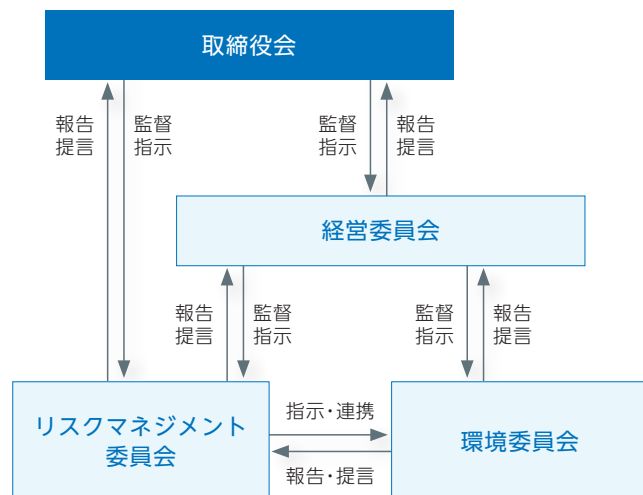 取締役会
報告
提言
監督
指示
監督
指示
報告
提言
経営委員会
報告
提言
監督
指示
監督
指示
報告
提言
リスクマネジメント
委員会
指示・連携
報告・提言
環境委員会